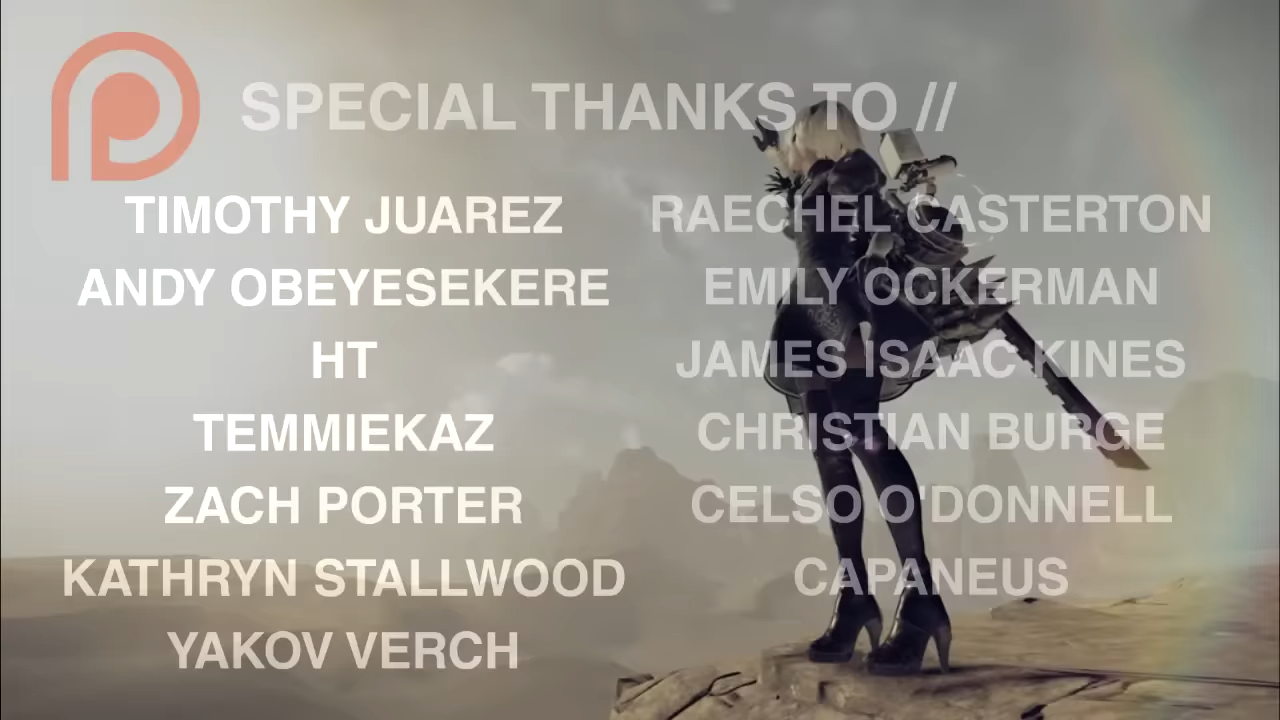 SPECIAL THANKS TO //
TIMOTHY JUAREZ
ANDY OBEYESEKERE
HT
TEMMIEKAZ
ZACH PORTER
KATHRYN STALLWOOD
YAKOV VERCH
RAECHEL CASTERTON
EMILY OCKERMAN
JAMES ISAAC KINES
CHRISTIAN BURGE
CELSO O'DONNELL
CAPANEUS